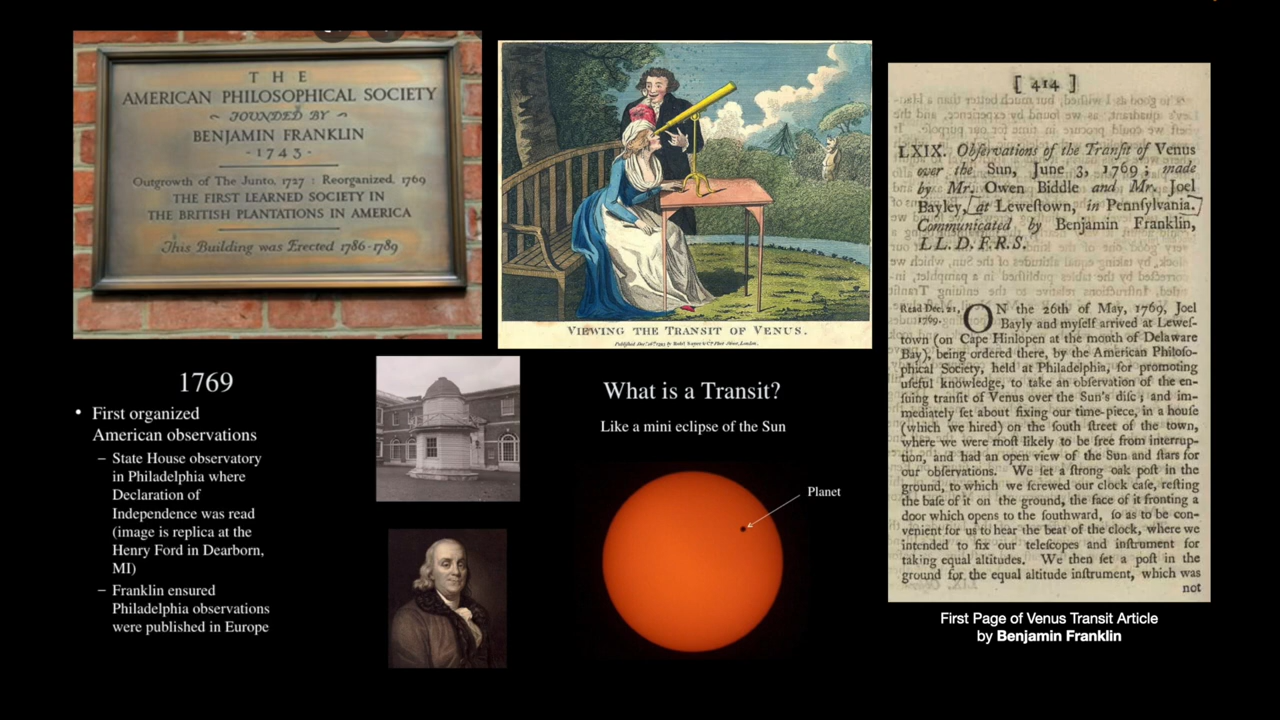 THE
AMERICAN PHILOSOPHICAL SOCIETY
FOUNDED BY
BENJAMIN FRANKLIN
-1743-
Outgrowth of The Junto, 1727 : Reorganized, 1769
THE FIRST LEARNED SOCIETY IN
THE BRITISH PLANTATIONS IN AMERICA
This Building was Erected 1786-1789
VIEWING THE TRANSIT OF VENUS.
London.
1769
• First organized
American observations
– State House observatory
in Philadelphia where
Declaration of
Independence was read
(image is replica at the
Henry Ford in Dearborn,
MI)
– Franklin ensured
Philadelphia observations
were published in Europe
What is a Transit?
Like a mini eclipse of the Sun
Planet
[ 414 ]
LXIX. Obſervations of the Tranſit of Venus
over the Sun, June 3, 1769; made
by Mr. Owen Biddle and Mr. Joel
Bayley, at Leweſtown, in Pennſylvania.
Communicated by Benjamin Franklin,
LL.D. F.R.S.
Read Dec. 21,
1769.
ON the 26th of May, 1769, Joel
Bayly and myſelf arrived at Lewes-
town (on Cape Hinlopen at the month of Delaware
Bay), being ordered there, by the American Philoſo-
phical Society, held at Philadelphia, for promoting
uſeful knowledge, to take an obſervation of the en-
ſuing tranſit of Venus over the Sun's diſc; and im-
mediately ſet about fixing our time-piece, in a houſe
(which we hired) on the ſouth ſtreet of the town,
where we were moſt likely to be free from interrup-
tion, and had an open view of the Sun and ſtars for
our obſervations. We ſet a ſtrong oak poſt in the
ground, to which we ſcrewed our clock caſe, reſting
the baſe of it on the ground, the face of it fronting a
door which opens to the ſouthward, ſo as to be con-
venient for us to hear the beat of the clock, where we
intended to fix our teleſcopes and inſtrument for
taking equal altitudes. We then ſet a poſt in the
ground for the equal altitude inſtrument, which was
not
First Page of Venus Transit Article
by Benjamin Franklin